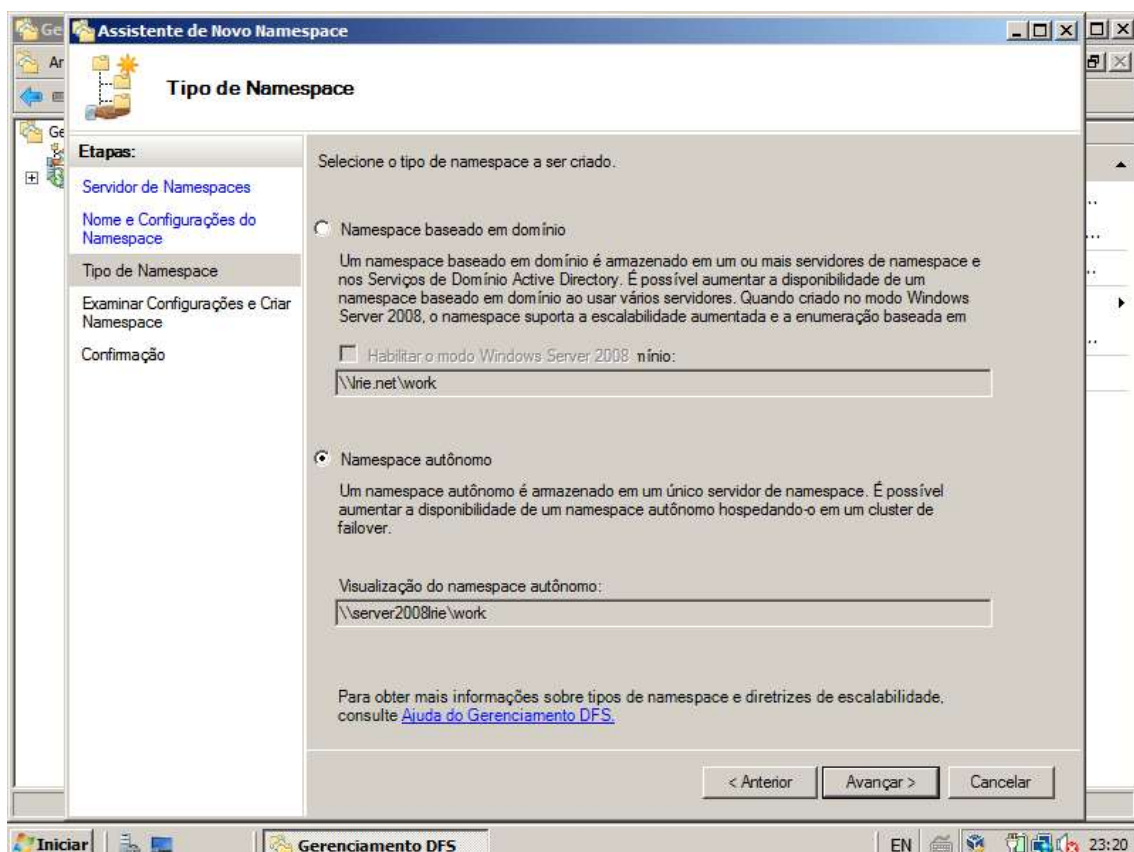 Ge
Assistente de Novo Namespace
Ar
Tipo de Namespace
Ge
Etapas:
Servidor de Namespaces
Nome e Configurações do
Namespace
Tipo de Namespace
Examinar Configurações e Criar
Namespace
Confirmação
Selecione o tipo de namespace a ser criado.
Namespace baseado em domínio
Um namespace baseado em domínio é armazenado em um ou mais servidores de namespace e
nos Serviços de Domínio Active Directory. É possível aumentar a disponibilidade de um
namespace baseado em domínio ao usar vários servidores. Quando criado no modo Windows
Server 2008, o namespace suporta a escalabilidade aumentada e a enumeração baseada em
Habilitar o modo Windows Server 2008 mínio:
\\lrie.net\work
Namespace autônomo
Um namespace autônomo é armazenado em um único servidor de namespace. É possível
aumentar a disponibilidade de um namespace autônomo hospedando-o em um cluster de
failover.
Visualização do namespace autônomo:
\\server2008lrie\work
Para obter mais informações sobre tipos de namespace e diretrizes de escalabilidade,
consulte Ajuda do Gerenciamento DFS.
< Anterior
Avançar >
Cancelar
Iniciar
Gerenciamento DFS
EN
23:20